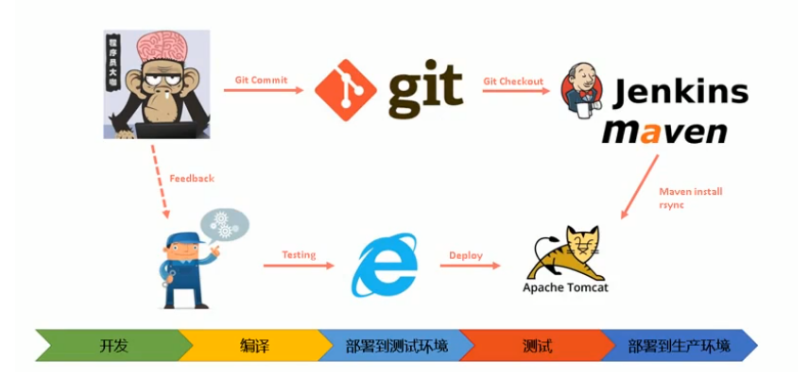 程序员大咖
Git Commit
git
Git Checkout
Jenkins
maven
Feedback
Maven install
rsync
Testing
Deploy
Apache Tomcat
开发
编译
部署到测试环境
测试
部署到生产环境